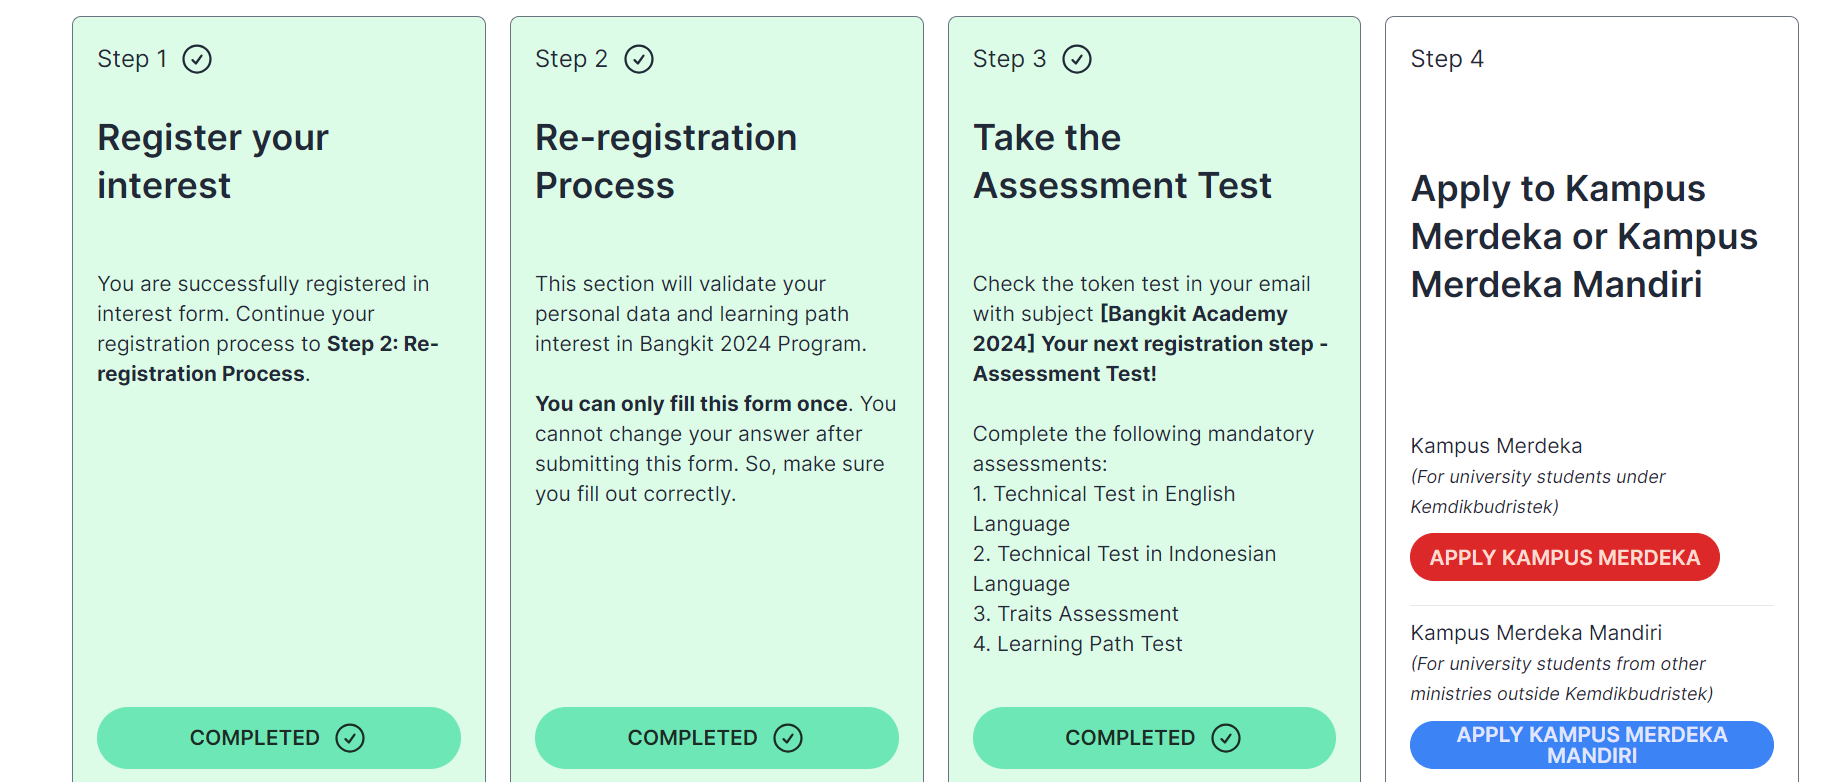 Step 1
Register your
interest
You are successfully registered in
interest form. Continue your
registration process to Step 2: Re-
registration Process.
COMPLETED
Step 2
Re-registration
Process
This section will validate your
personal data and learning path
interest in Bangkit 2024 Program.
You can only fill this form once. You
cannot change your answer after
submitting this form. So, make sure
you fill out correctly.
COMPLETED
Step 3
Take the
Assessment Test
Check the token test in your email
with subject [Bangkit Academy
2024] Your next registration step -
Assessment Test!
Complete the following mandatory
assessments:
1. Technical Test in English
Language
2. Technical Test in Indonesian
Language
3. Traits Assessment
4. Learning Path Test
COMPLETED
Step 4
Apply to Kampus
Merdeka or Kampus
Merdeka Mandiri
Kampus Merdeka
(For university students under
Kemdikbudristek)
APPLY KAMPUS MERDEKA
Kampus Merdeka Mandiri
(For university students from other
ministries outside Kemdikbudristek)
APPLY KAMPUS MERDEKA
MANDIRI